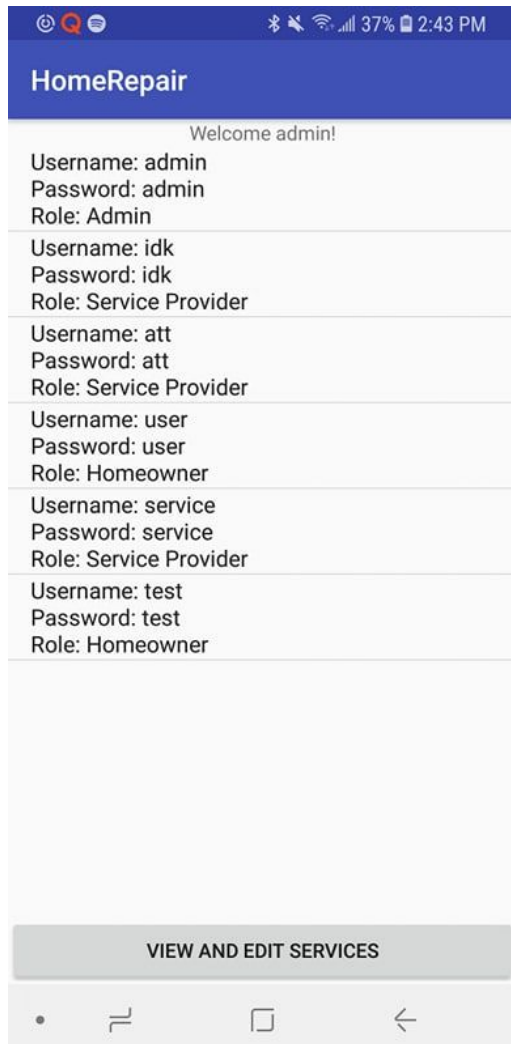 37% 2:43 PM
HomeRepair
Welcome admin!
Username: admin
Password: admin
Role: Admin
Username: idk
Password: idk
Role: Service Provider
Username: att
Password: att
Role: Service Provider
Username: user
Password: user
Role: Homeowner
Username: service
Password: service
Role: Service Provider
Username: test
Password: test
Role: Homeowner
VIEW AND EDIT SERVICES